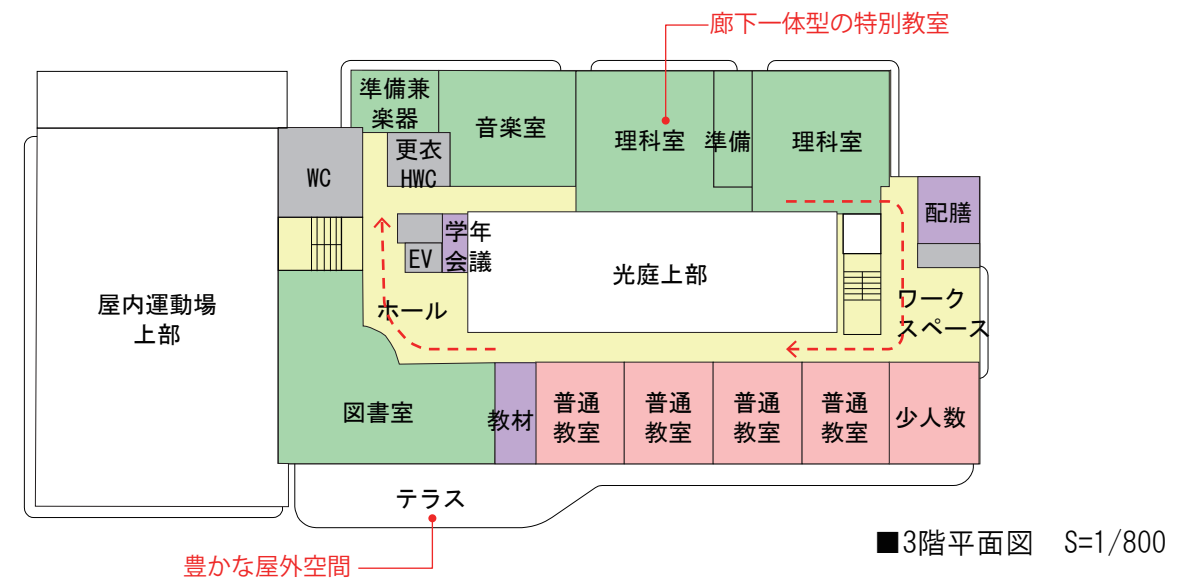 廊下一体型の特別教室
準備兼
楽器
音楽室
理科室
準備
理科室
更衣
HWC
WC
配膳
学年
会議
EV
光庭上部
屋内運動場
上部
ホール
ワーク
スペース
図書室
教材
普通
教室
普通
教室
普通
教室
普通
教室
少人数
テラス
豊かな屋外空間
■3階平面図 S=1/800